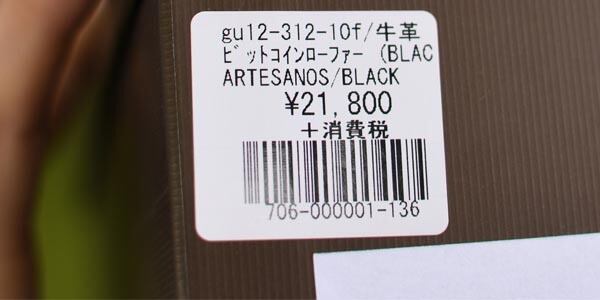 gu12-312-10f/牛革
ﾋﾞｯﾄｺｲﾝﾛｰﾌｧｰ (BLAC
ARTESANOS/BLACK
¥21,800
+消費税
706-000001-136